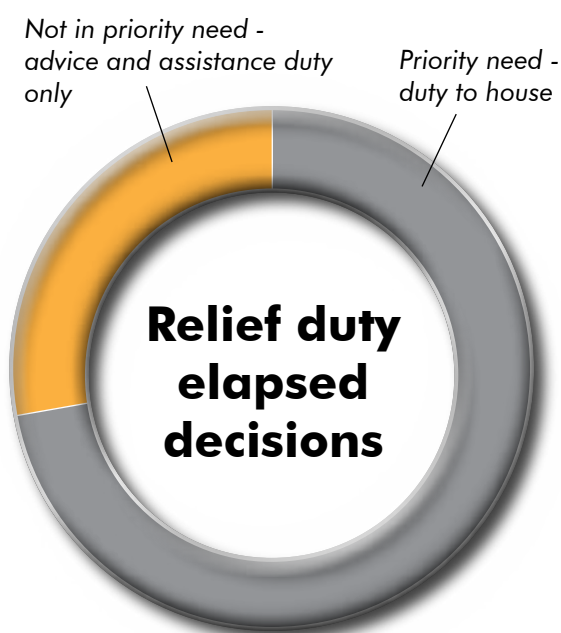 Not in priority need -
advice and assistance duty
only
Priority need -
duty to house
Relief duty
elapsed
decisions